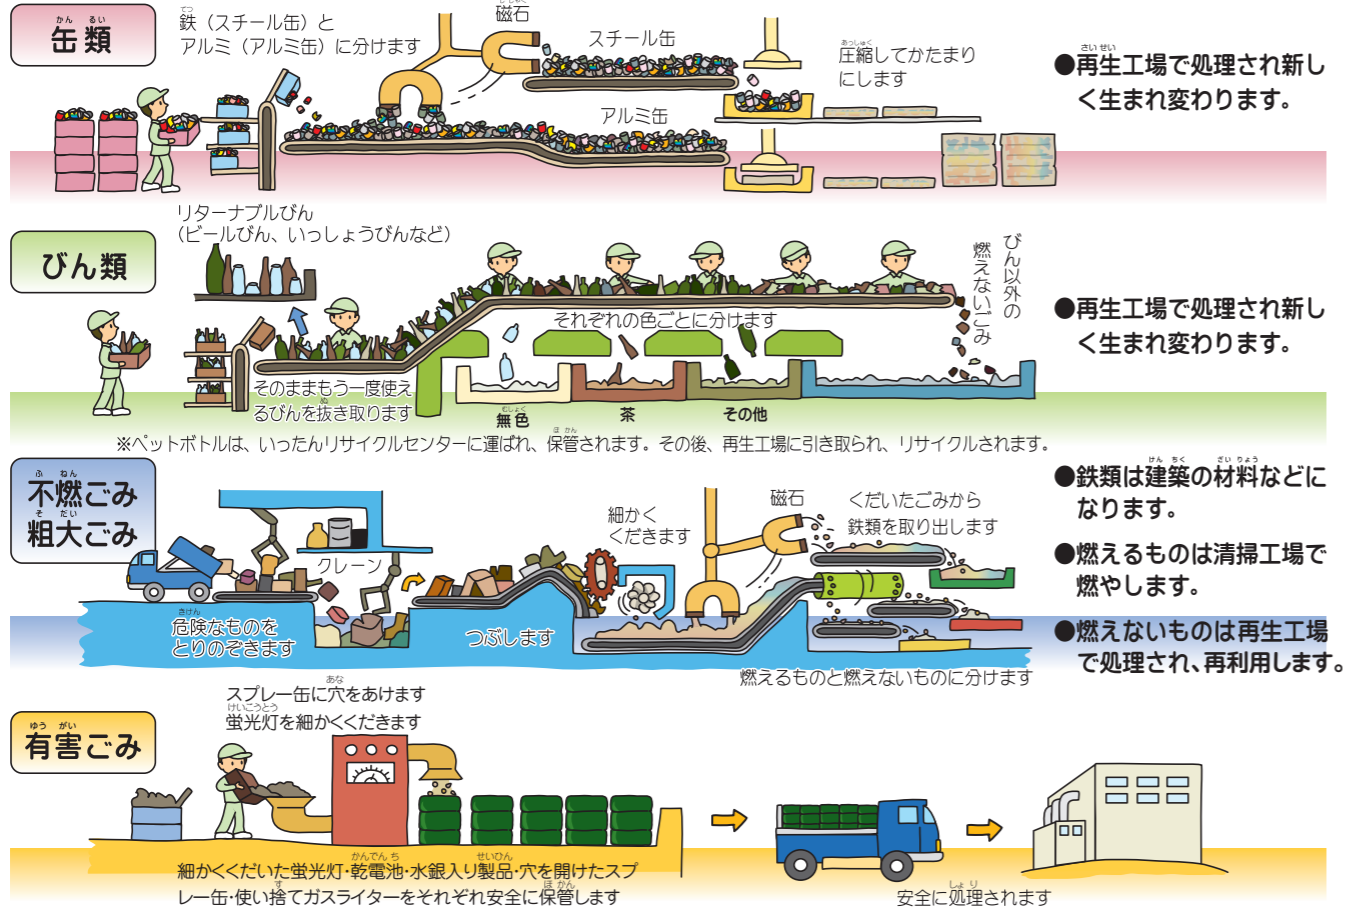 缶類
鉄（スチール缶）と
アルミ（アルミ缶）に分けます
磁石
スチール缶
アルミ缶
圧縮してかたまり
にします
●再生工場で処理され新し
く生まれ変わります。
びん類
リターナブルびん
（ビールびん、いっしょうびんなど）
そのままもう一度使え
るびんを抜き取ります
それぞれの色ごとに分けます
無色
茶
その他
びん以外の
燃えないごみ
●再生工場で処理され新し
く生まれ変わります。
※ペットボトルは、いったんリサイクルセンターに運ばれ、保管されます。その後、再生工場に引き取られ、リサイクルされます。
不燃ごみ
粗大ごみ
危険なものを
とりのぞきます
クレーン
つぶします
細かく
くだきます
磁石
くだいたごみから
鉄類を取り出します
燃えるものと燃えないものに分けます
●鉄類は建築の材料などに
なります。
●燃えるものは清掃工場で
燃やします。
●燃えないものは再生工場
で処理され、再利用します。
有害ごみ
スプレー缶に穴をあけます
蛍光灯を細かくくだきます
細かくくだいた蛍光灯・乾電池・水銀入り製品・穴を開けたスプ
レー缶・使い捨てガスライターをそれぞれ安全に保管します
安全に処理されます